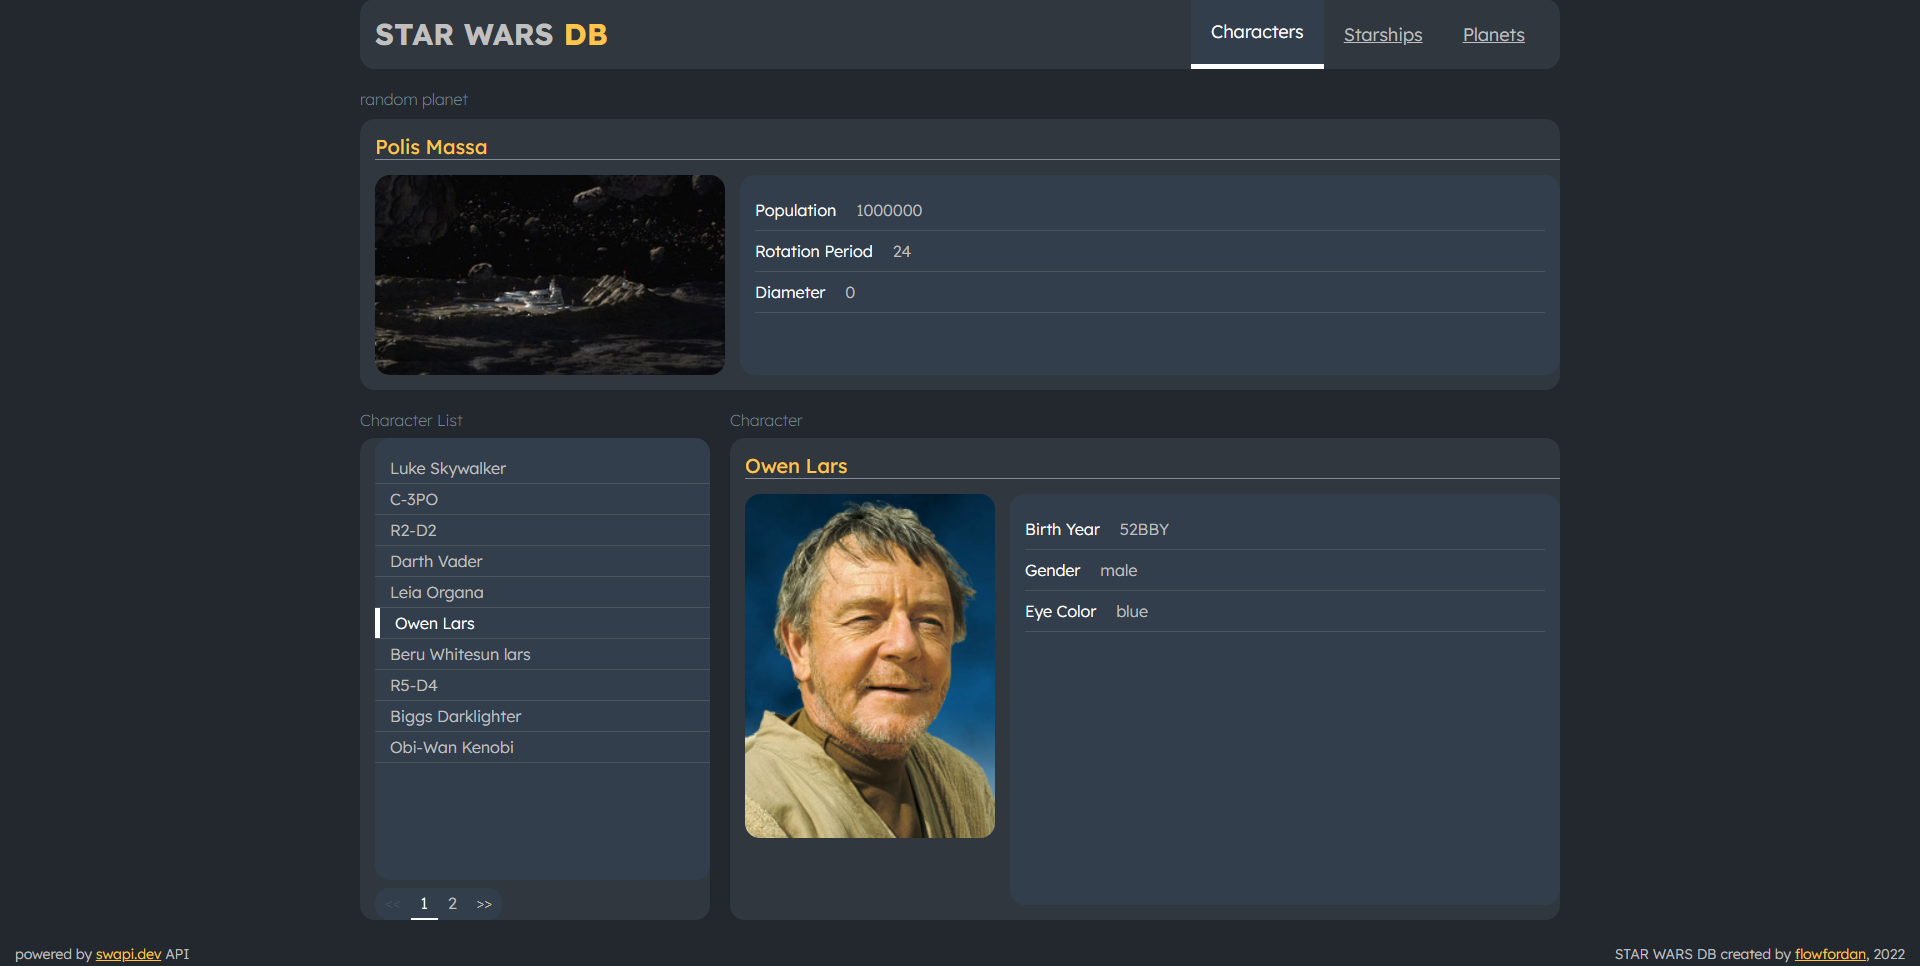 STAR WARS DB
Characters
Starships
Planets
random planet
Polis Massa
Population 1000000
Rotation Period 24
Diameter 0
Character List
Luke Skywalker
C-3PO
R2-D2
Darth Vader
Leia Organa
Owen Lars
Beru Whitesun lars
R5-D4
Biggs Darklighter
Obi-Wan Kenobi
<< 1 2 >>
Character
Owen Lars
Birth Year 52BBY
Gender male
Eye Color blue
powered by swapi.dev API
STAR WARS DB created by flowfordan, 2022